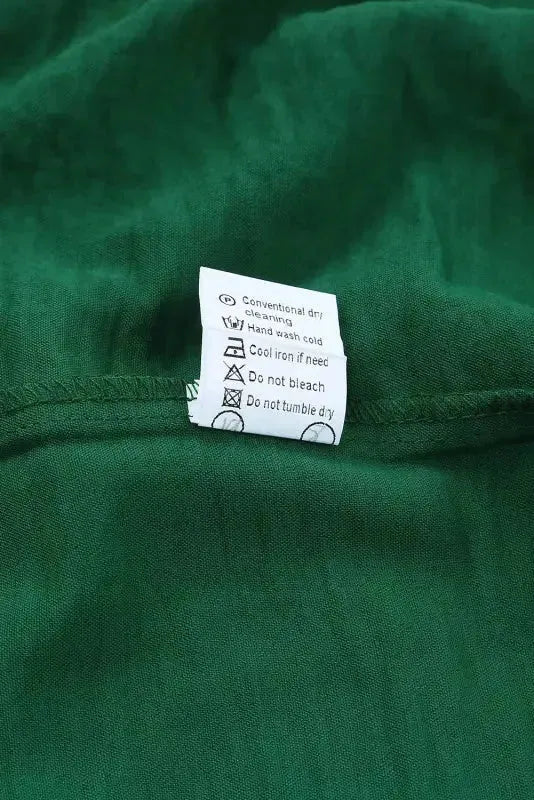 P Conventional dry
cleaning
Hand wash cold
Cool iron if need
Do not bleach
Do not tumble dry